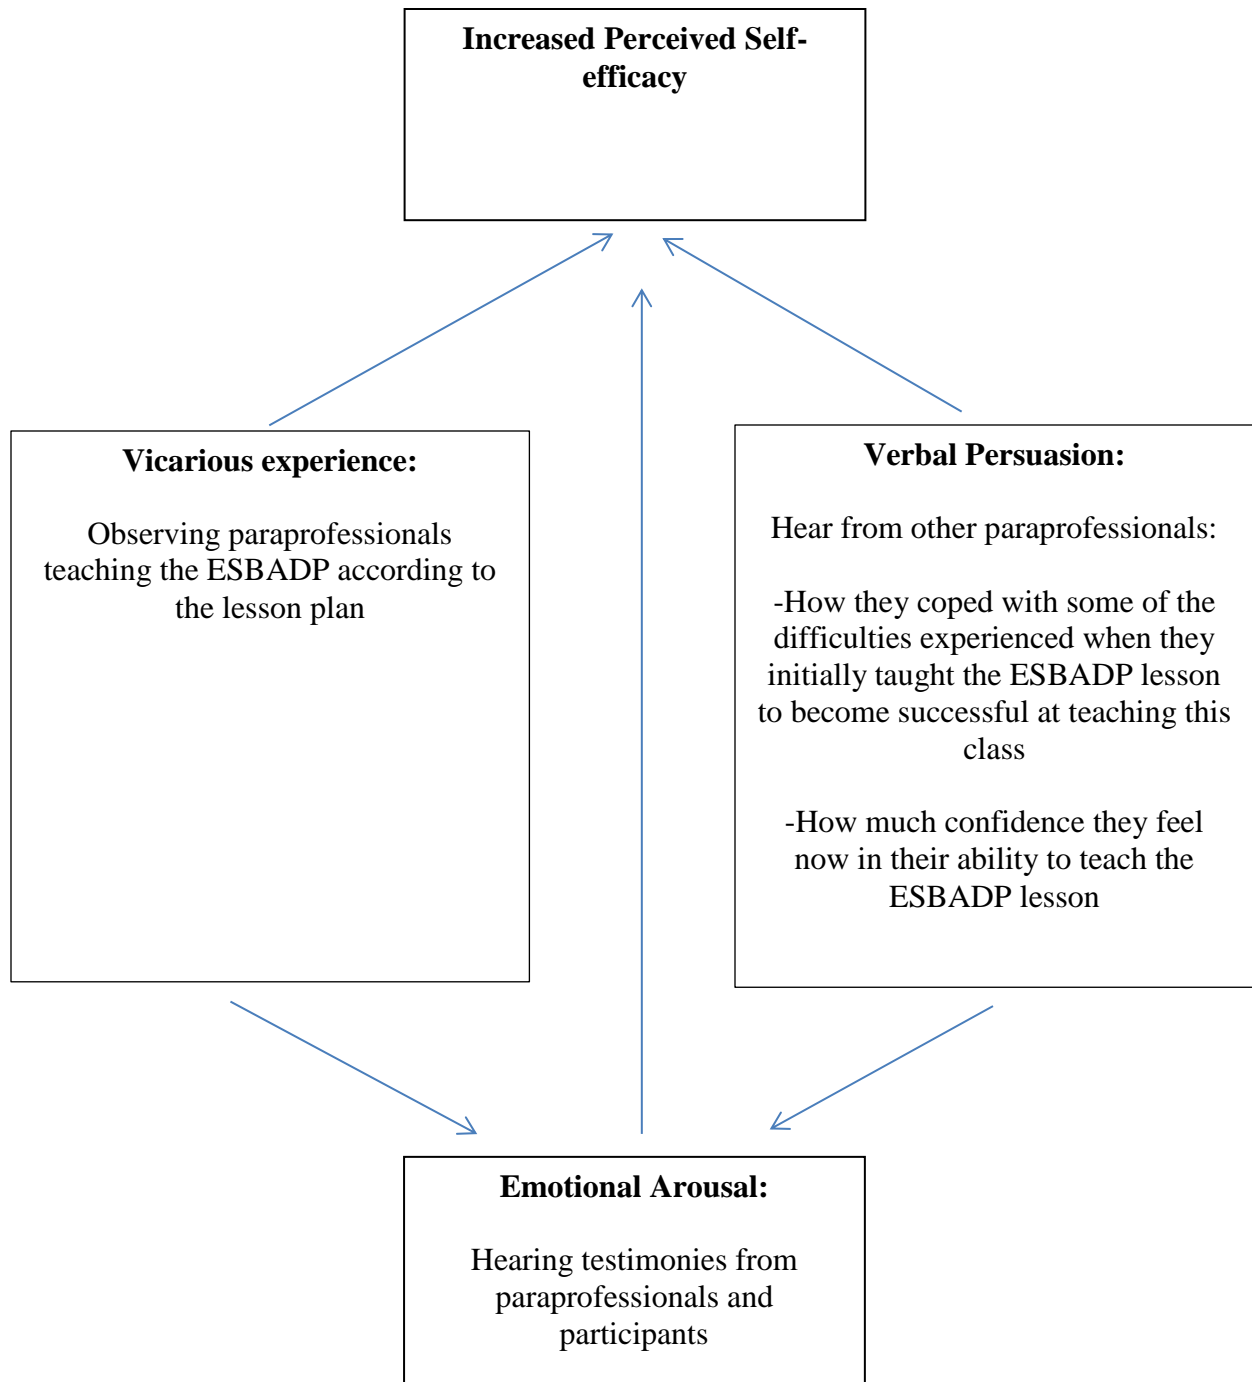 Increased Perceived Self-
efficacy
Vicarious experience:
Observing paraprofessionals
teaching the ESBADP according to
the lesson plan
Verbal Persuasion:
Hear from other paraprofessionals:
-How they coped with some of the
difficulties experienced when they
initially taught the ESBADP lesson
to become successful at teaching this
class
-How much confidence they feel
now in their ability to teach the
ESBADP lesson
Emotional Arousal:
Hearing testimonies from
paraprofessionals and
participants